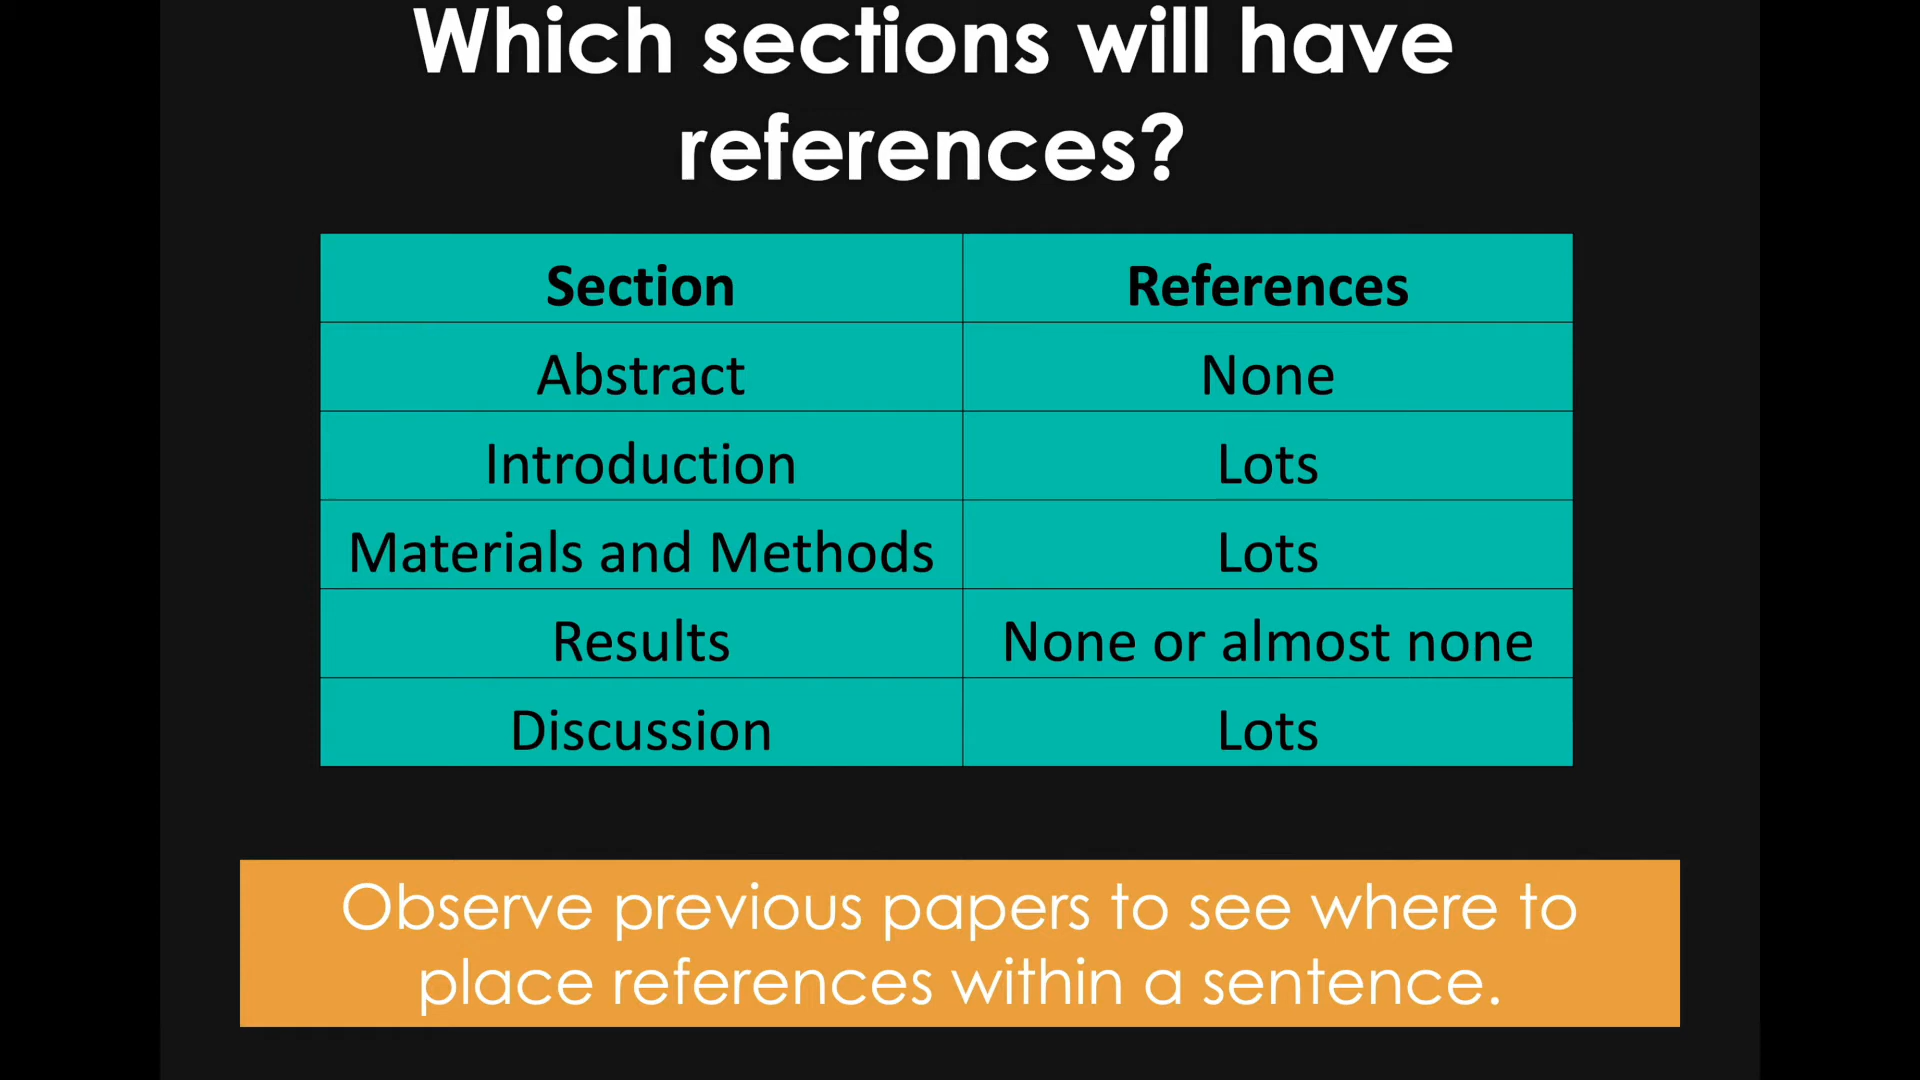 Which sections will have
references?
Section References
Abstract None
Introduction Lots
Materials and Methods Lots
Results None or almost none
Discussion Lots
Observe previous papers to see where to
place references within a sentence.